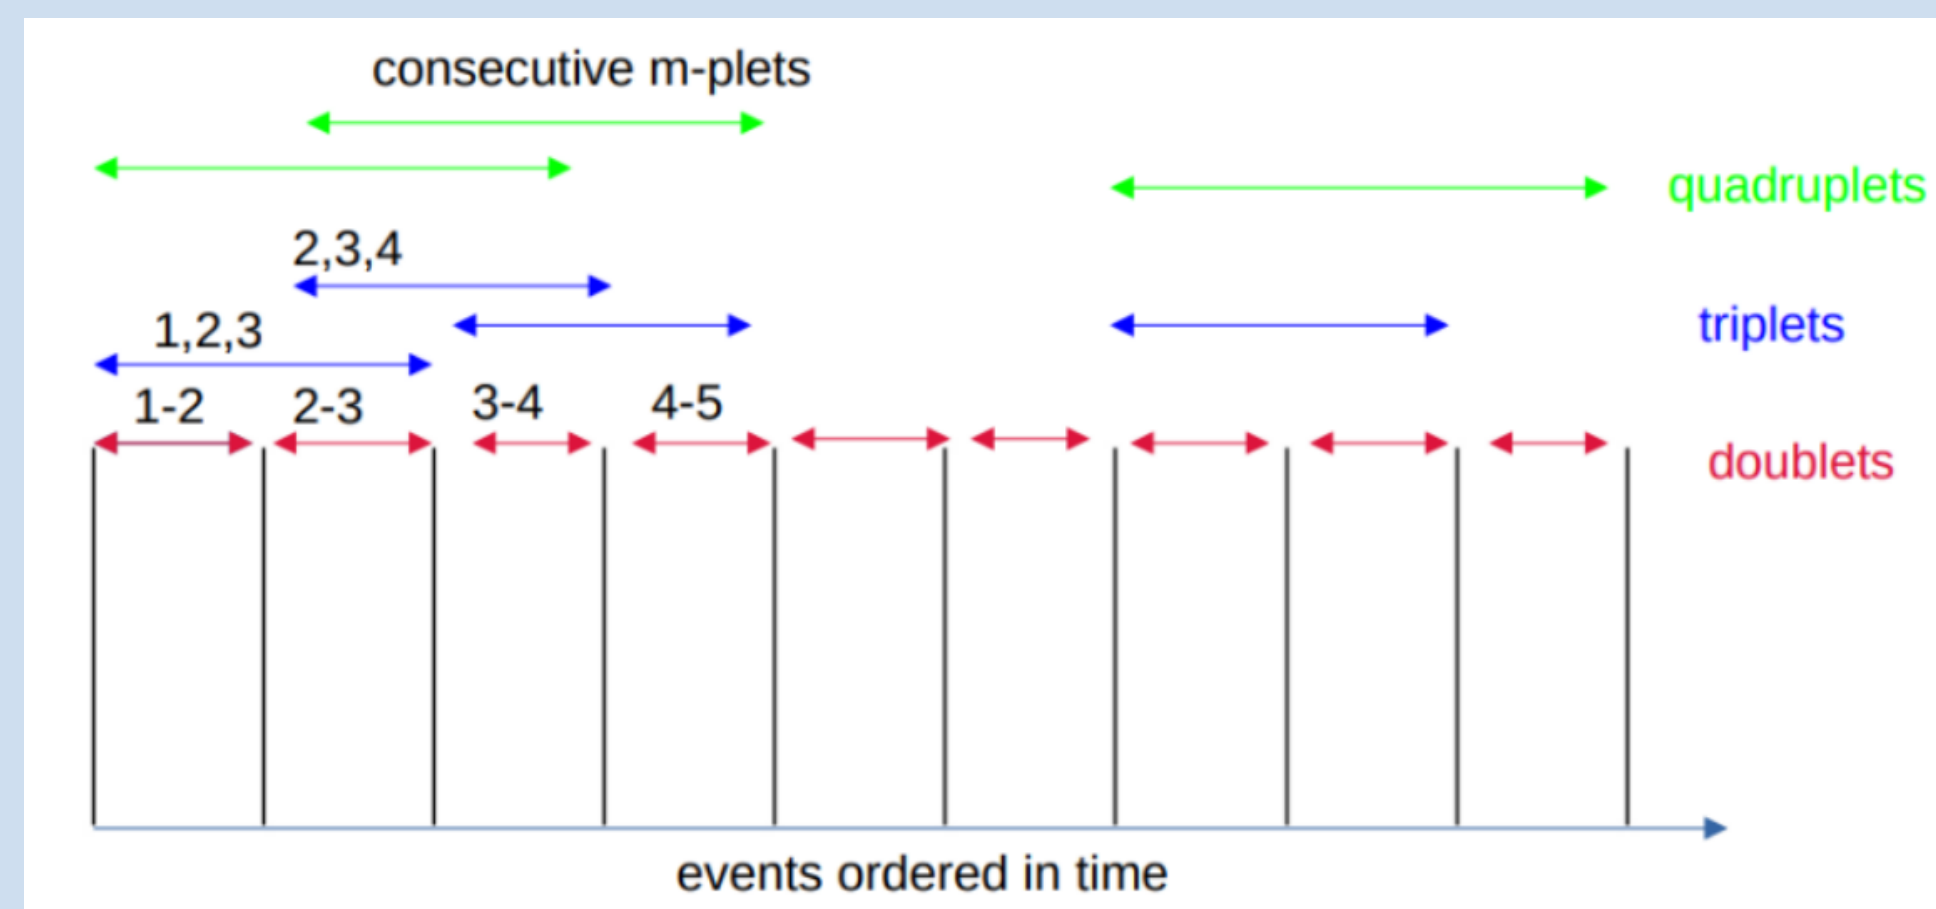 consecutive m-plets
quadruplets
2,3,4
1,2,3
triplets
1-2 2-3 3-4 4-5
doublets
events ordered in time